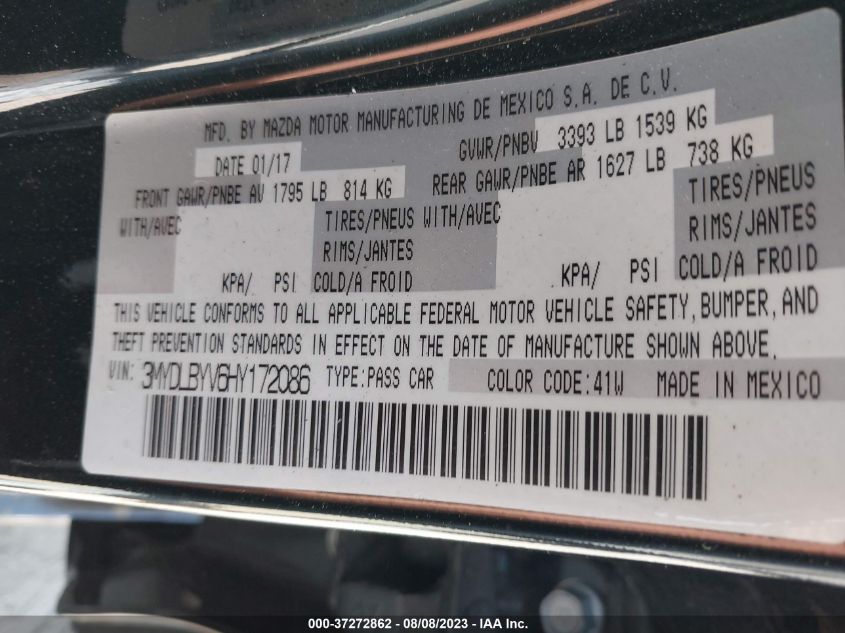 MFD. BY MAZDA MOTOR MANUFACTURING DE MEXICO S.A. DE C.V.
DATE 01/17 GVWR/PNBV 3393 LB 1539 KG
FRONT GAWR/PNBE AV 1795 LB 814 KG REAR GAWR/PNBE AR 1627 LB 738 KG
WITH/AVEC TIRES/PNEUS WITH/AVEC TIRES/PNEUS
RIMS/JANTES RIMS/JANTES
KPA/ PSI COLD/A FROID KPA/ PSI COLD/A FROID
THIS VEHICLE CONFORMS TO ALL APPLICABLE FEDERAL MOTOR VEHICLE SAFETY, BUMPER, AND
THEFT PREVENTION STANDARDS IN EFFECT ON THE DATE OF MANUFACTURE SHOWN ABOVE.
VIN: 3MYDLBYV6HY172086 TYPE:PASS CAR COLOR CODE:41W MADE IN MEXICO
000-37272862 - 08/08/2023 - IAA Inc.